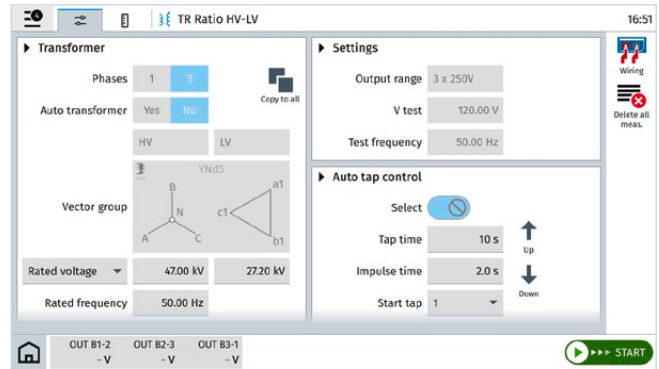 4
TR Ratio HV-LV
16:51
Transformer
Phases 1 3
Copy to all
Auto transformer Yes No
HV LV
YNd5
Vector group
B
N
A C
a1
c1
b1
Rated voltage 47.00 kV 27.20 kV
Rated frequency 50.00 Hz
Settings
Output range 3 x 250V
V test 120.00 V
Test frequency 50.00 Hz
Auto tap control
Select
Tap time 10 s
Up
Impulse time 2.0 s
Down
Start tap 1
Wiring
Delete all
meas.
OUT B1-2 OUT B2-3 OUT B3-1
- V - V - V
START